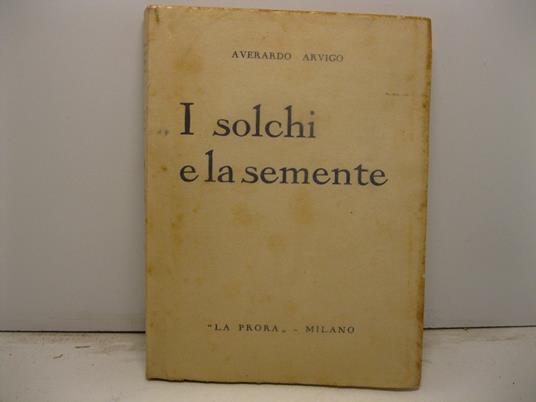 AVERARDO ARVIGO
I solchi
e la semente
"LA PRORA„ - MILANO